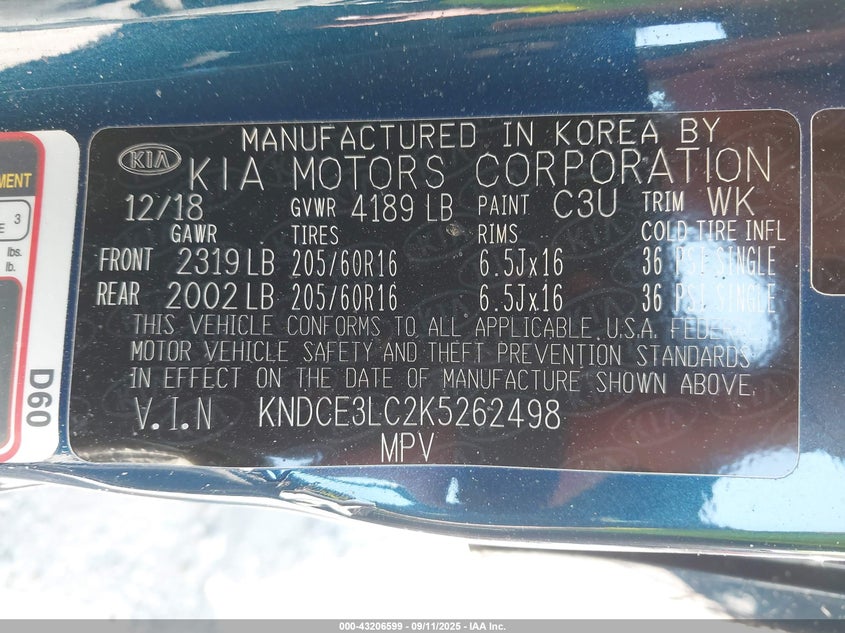 MANUFACTURED IN KOREA BY
KIA KIA MOTORS CORPORATION
12/18 GVWR 4189 LB PAINT C3U TRIM WK
GAWR TIRES RIMS COLD TIRE INFL
FRONT 2319 LB 205/60R16 6.5Jx16 36 PSI SINGLE
REAR 2002 LB 205/60R16 6.5Jx16 36 PSI SINGLE
THIS VEHICLE CONFORMS TO ALL APPLICABLE U.S.A. FEDERAL
MOTOR VEHICLE SAFETY AND THEFT PREVENTION STANDARDS
IN EFFECT ON THE DATE OF MANUFACTURE SHOWN ABOVE.
V.I.N KNDCE3LC2K5262498
MPV
3
lbs.
lb.
D60
000-43206599 - 09/11/2025 - IAA Inc.